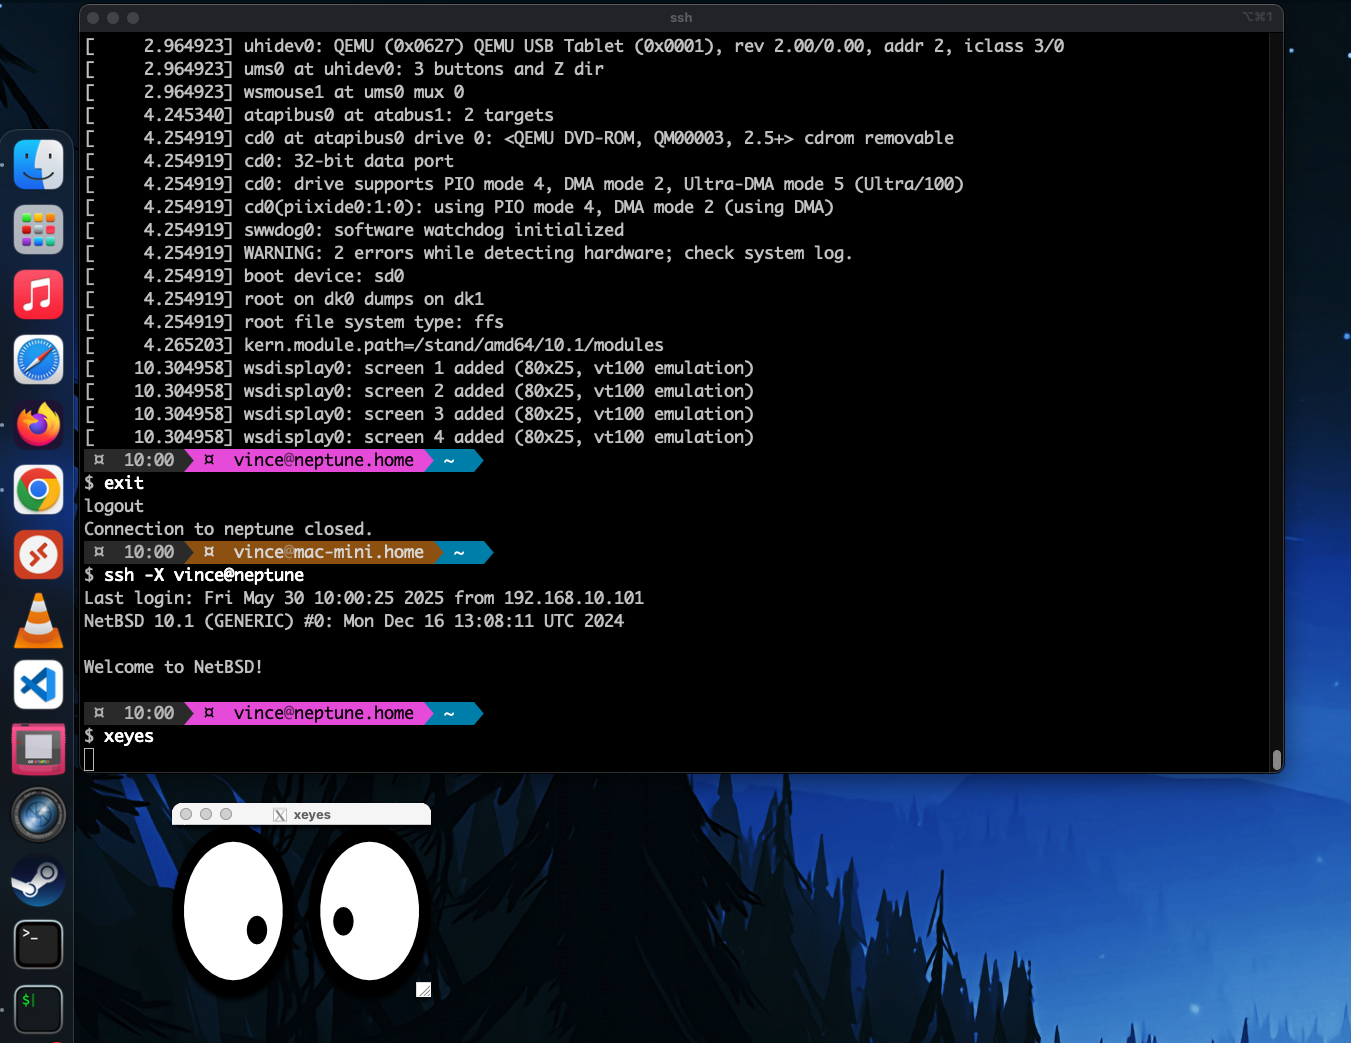 ssh
⌥⌘1
[     2.964923] uhidev0: QEMU (0x0627) QEMU USB Tablet (0x0001), rev 2.00/0.00, addr 2, iclass 3/0
[     2.964923] ums0 at uhidev0: 3 buttons and Z dir
[     2.964923] wsmouse1 at ums0 mux 0
[     4.245340] atapibus0 at atabus1: 2 targets
[     4.254919] cd0 at atapibus0 drive 0: <QEMU DVD-ROM, QM00003, 2.5+> cdrom removable
[     4.254919] cd0: 32-bit data port
[     4.254919] cd0: drive supports PIO mode 4, DMA mode 2, Ultra-DMA mode 5 (Ultra/100)
[     4.254919] cd0(piixide0:1:0): using PIO mode 4, DMA mode 2 (using DMA)
[     4.254919] swwdog0: software watchdog initialized
[     4.254919] WARNING: 2 errors while detecting hardware; check system log.
[     4.254919] boot device: sd0
[     4.254919] root on dk0 dumps on dk1
[     4.254919] root file system type: ffs
[     4.265203] kern.module.path=/stand/amd64/10.1/modules
[    10.304958] wsdisplay0: screen 1 added (80x25, vt100 emulation)
[    10.304958] wsdisplay0: screen 2 added (80x25, vt100 emulation)
[    10.304958] wsdisplay0: screen 3 added (80x25, vt100 emulation)
[    10.304958] wsdisplay0: screen 4 added (80x25, vt100 emulation)
¤ 10:00 ¤ vince@neptune.home ~
$ exit
logout
Connection to neptune closed.
¤ 10:00 ¤ vince@mac-mini.home ~
$ ssh -X vince@neptune
Last login: Fri May 30 10:00:25 2025 from 192.168.10.101
NetBSD 10.1 (GENERIC) #0: Mon Dec 16 13:08:11 UTC 2024
Welcome to NetBSD!
¤ 10:00 ¤ vince@neptune.home ~
$ xeyes
X xeyes
>_
$